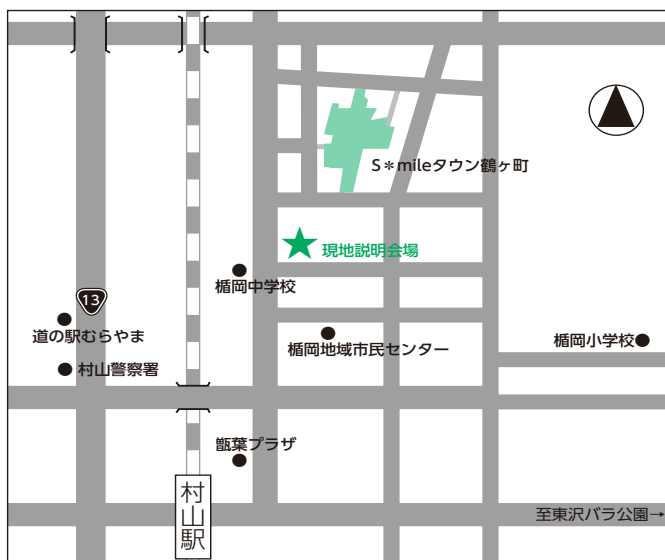 S＊mileタウン鶴ヶ町
現地説明会場
楯岡中学校
13
道の駅むらやま
楯岡地域市民センター
楯岡小学校
村山警察署
甑葉プラザ
村山駅
至東沢バラ公園→